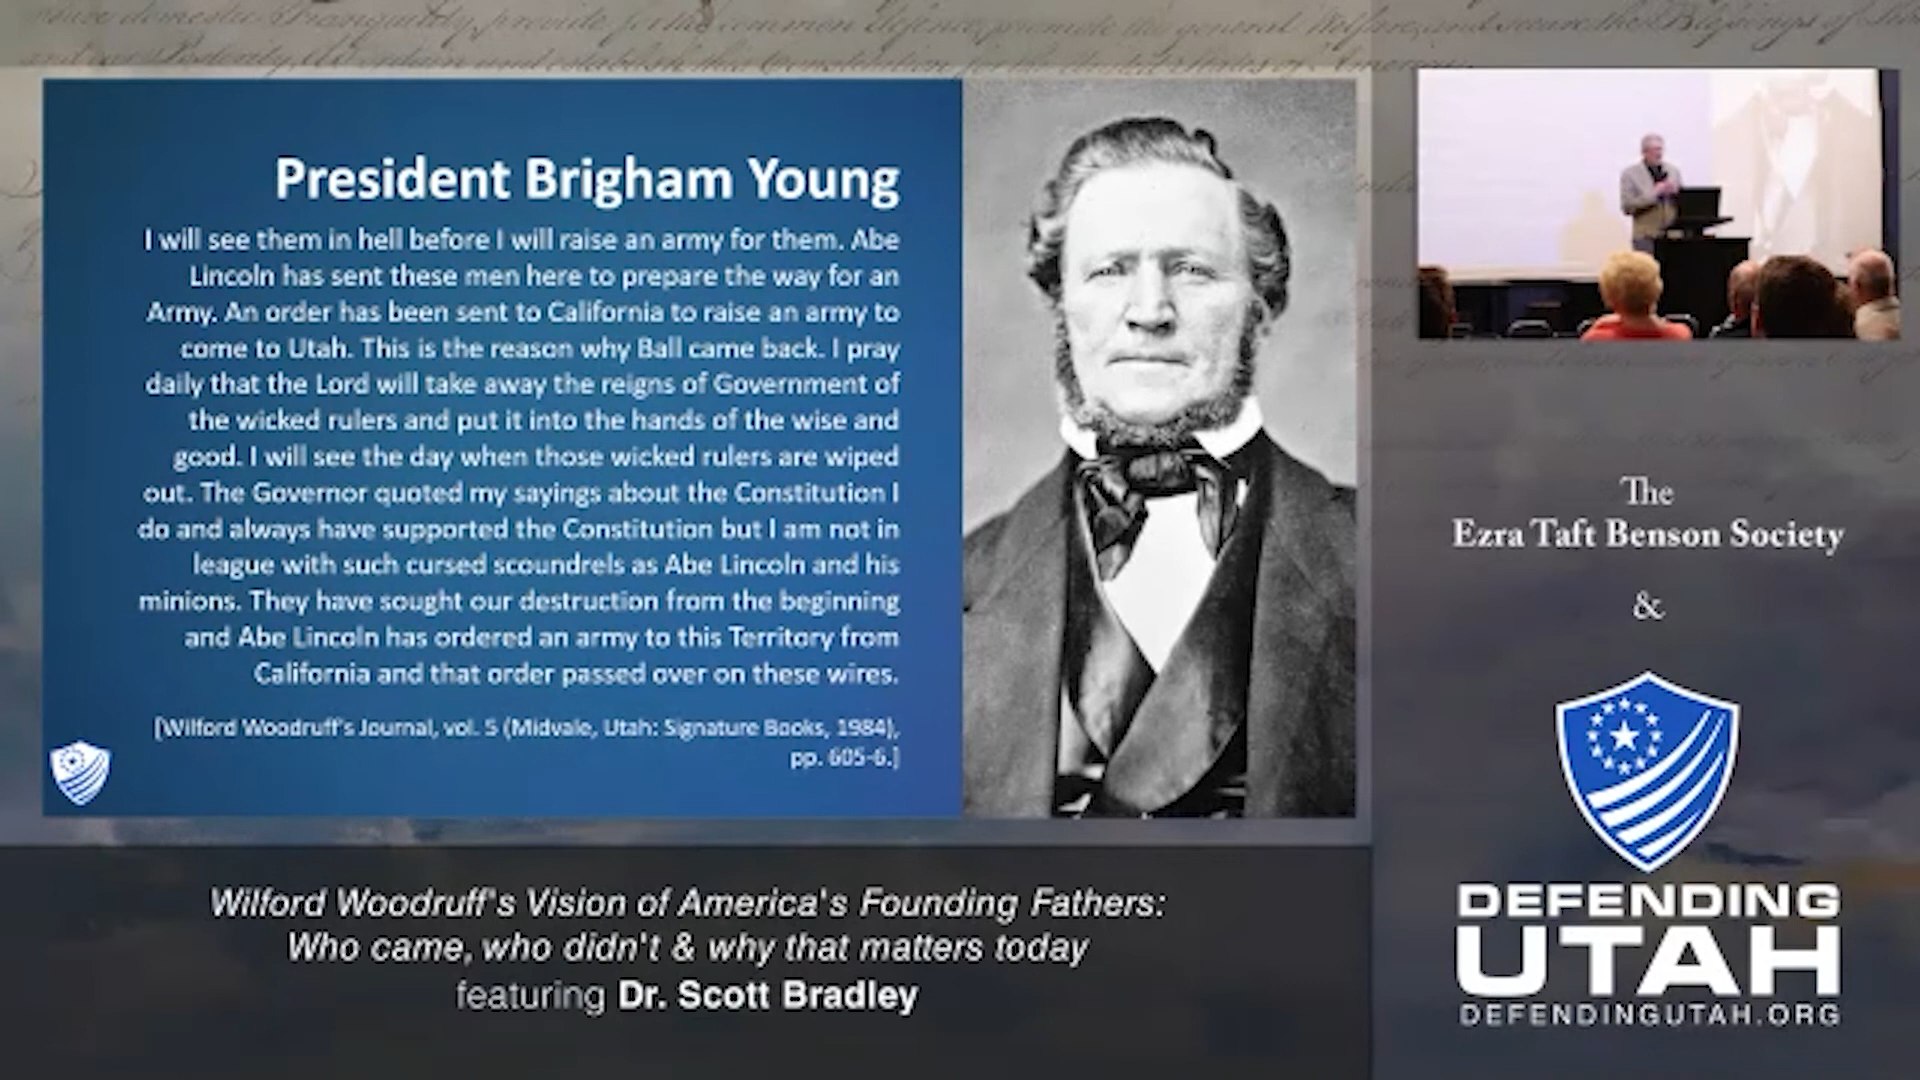 President Brigham Young
I will see them in hell before I will raise an army for them. Abe
Lincoln has sent these men here to prepare the way for an
Army. An order has been sent to California to raise an army to
come to Utah. This is the reason why Ball came back. I pray
daily that the Lord will take away the reigns of Government of
the wicked rulers and put it into the hands of the wise and
good. I will see the day when those wicked rulers are wiped
out. The Governor quoted my sayings about the Constitution I
do and always have supported the Constitution but I am not in
league with such cursed scoundrels as Abe Lincoln and his
minions. They have sought our destruction from the beginning
and Abe Lincoln has ordered an army to this Territory from
California and that order passed over on these wires.
[Wilford Woodruff's Journal, vol. 5 (Midvale, Utah: Signature Books, 1984),
pp. 605-6.]
Wilford Woodruff's Vision of America's Founding Fathers:
Who came, who didn't & why that matters today
featuring Dr. Scott Bradley
The
Ezra Taft Benson Society
&
DEFENDING
UTAH
DEFENDINGUTAH.ORG